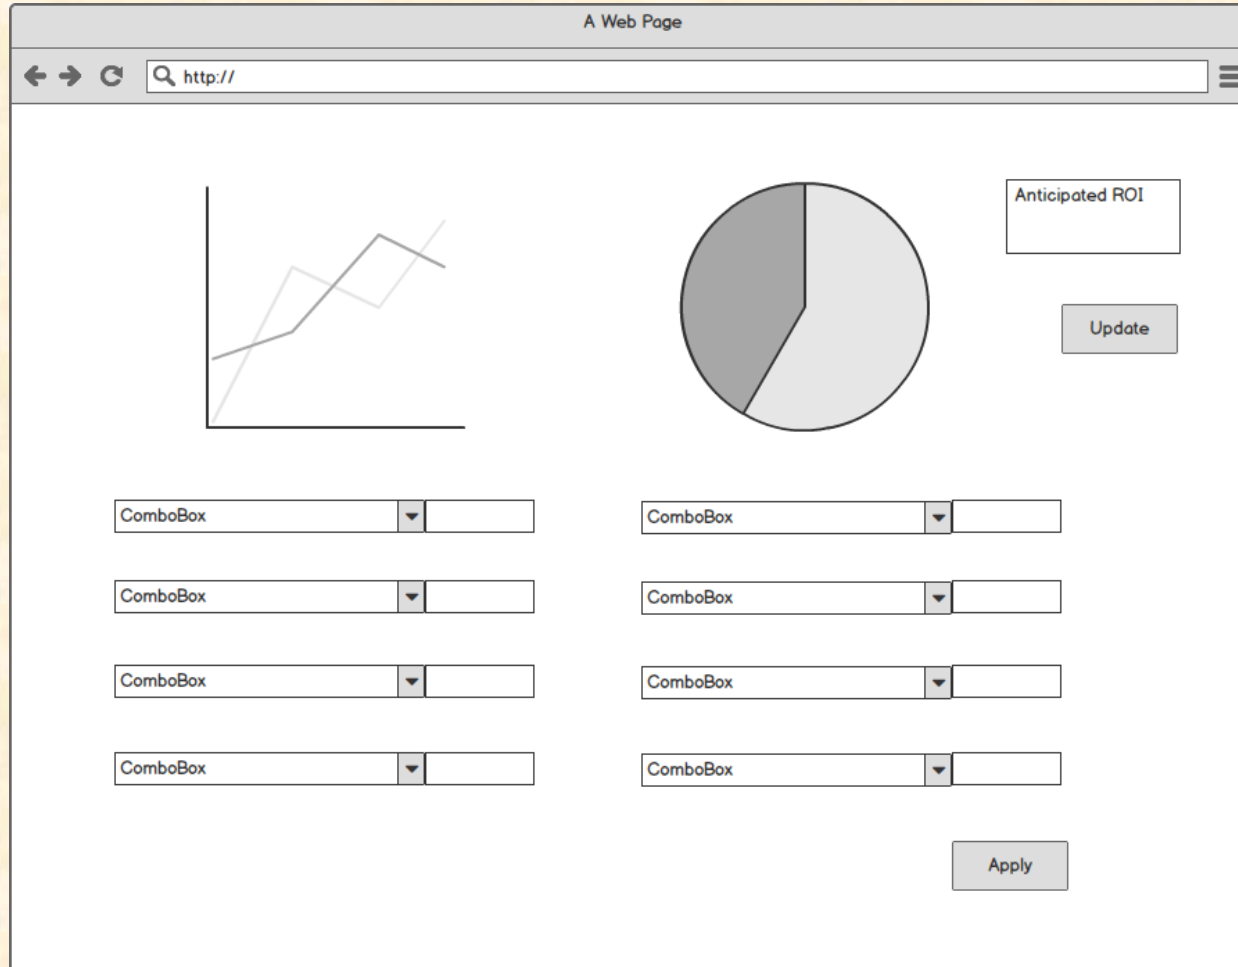 A Web Page
http://
Anticipated ROI
Update
ComboBox
ComboBox
ComboBox
ComboBox
ComboBox
ComboBox
ComboBox
ComboBox
Apply